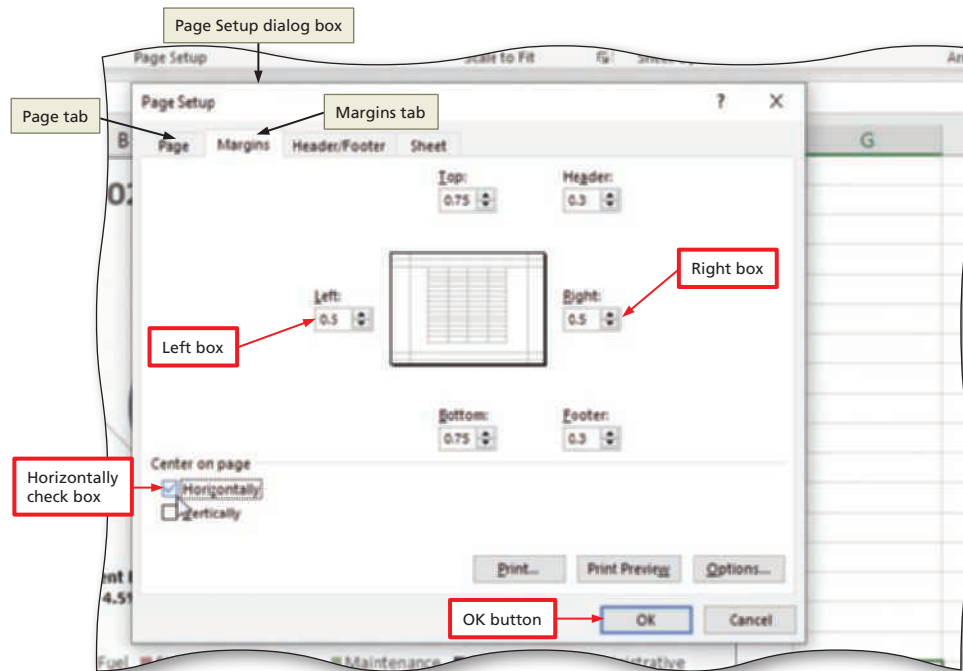 Page Setup dialog box
Page Setup
Scale to Fit
Page Setup
? X
Page tab
Margins tab
B
G
Page
Margins
Header/Footer
Sheet
Top:
Header:
0.75
0.3
Left:
Right:
0.5
0.5
Right box
Left box
Bottom:
Footer:
0.75
0.3
Center on page
Horizontally check box
Horizontally
Vertically
Print...
Print Preview
Options...
OK button
OK
Cancel
Fuel
Maintenance